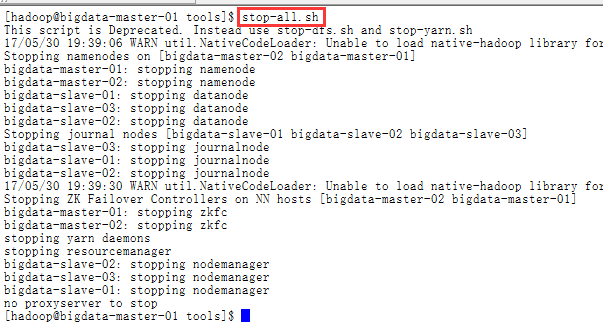 [hadoop@bigdata-master-01 tools]$ stop-all.sh
This script is Deprecated. Instead use stop-dfs.sh and stop-yarn.sh
17/05/30 19:39:06 WARN util.NativeCodeLoader: Unable to load native-hadoop library for
Stopping namenodes on [bigdata-master-02 bigdata-master-01]
bigdata-master-01: stopping namenode
bigdata-master-02: stopping namenode
bigdata-slave-01: stopping datanode
bigdata-slave-03: stopping datanode
bigdata-slave-02: stopping datanode
Stopping journal nodes [bigdata-slave-01 bigdata-slave-02 bigdata-slave-03]
bigdata-slave-03: stopping journalnode
bigdata-slave-01: stopping journalnode
bigdata-slave-02: stopping journalnode
17/05/30 19:39:30 WARN util.NativeCodeLoader: Unable to load native-hadoop library for
Stopping ZK Failover Controllers on NN hosts [bigdata-master-02 bigdata-master-01]
bigdata-master-01: stopping zkfc
bigdata-master-02: stopping zkfc
stopping yarn daemons
stopping resourcemanager
bigdata-slave-02: stopping nodemanager
bigdata-slave-03: stopping nodemanager
bigdata-slave-01: stopping nodemanager
no proxyserver to stop
[hadoop@bigdata-master-01 tools]$